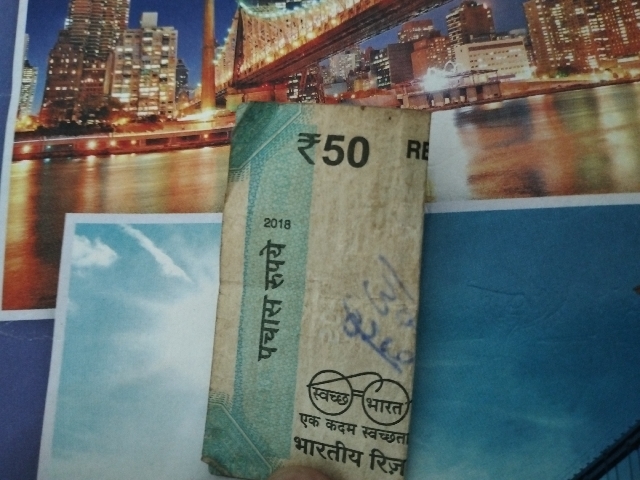 ₹50
RE
2018
पचास रुपये
स्वच्छ भारत
एक कदम स्वच्छता
भारतीय रिज़